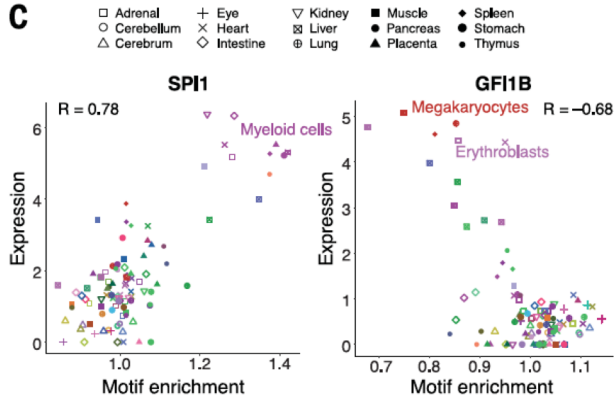 C
Adrenal Eye Kidney Muscle Spleen
Cerebellum Heart Liver Pancreas Stomach
Cerebrum Intestine Lung Placenta Thymus
SPI1 GFI1B
R = 0.78
Myeloid cells
Expression
6
4
2
0
1.0 1.2 1.4
Motif enrichment
Megakaryocytes R = −0.68
Erythroblasts
Expression
5
4
3
2
1
0
0.7 0.8 0.9 1.0 1.1
Motif enrichment